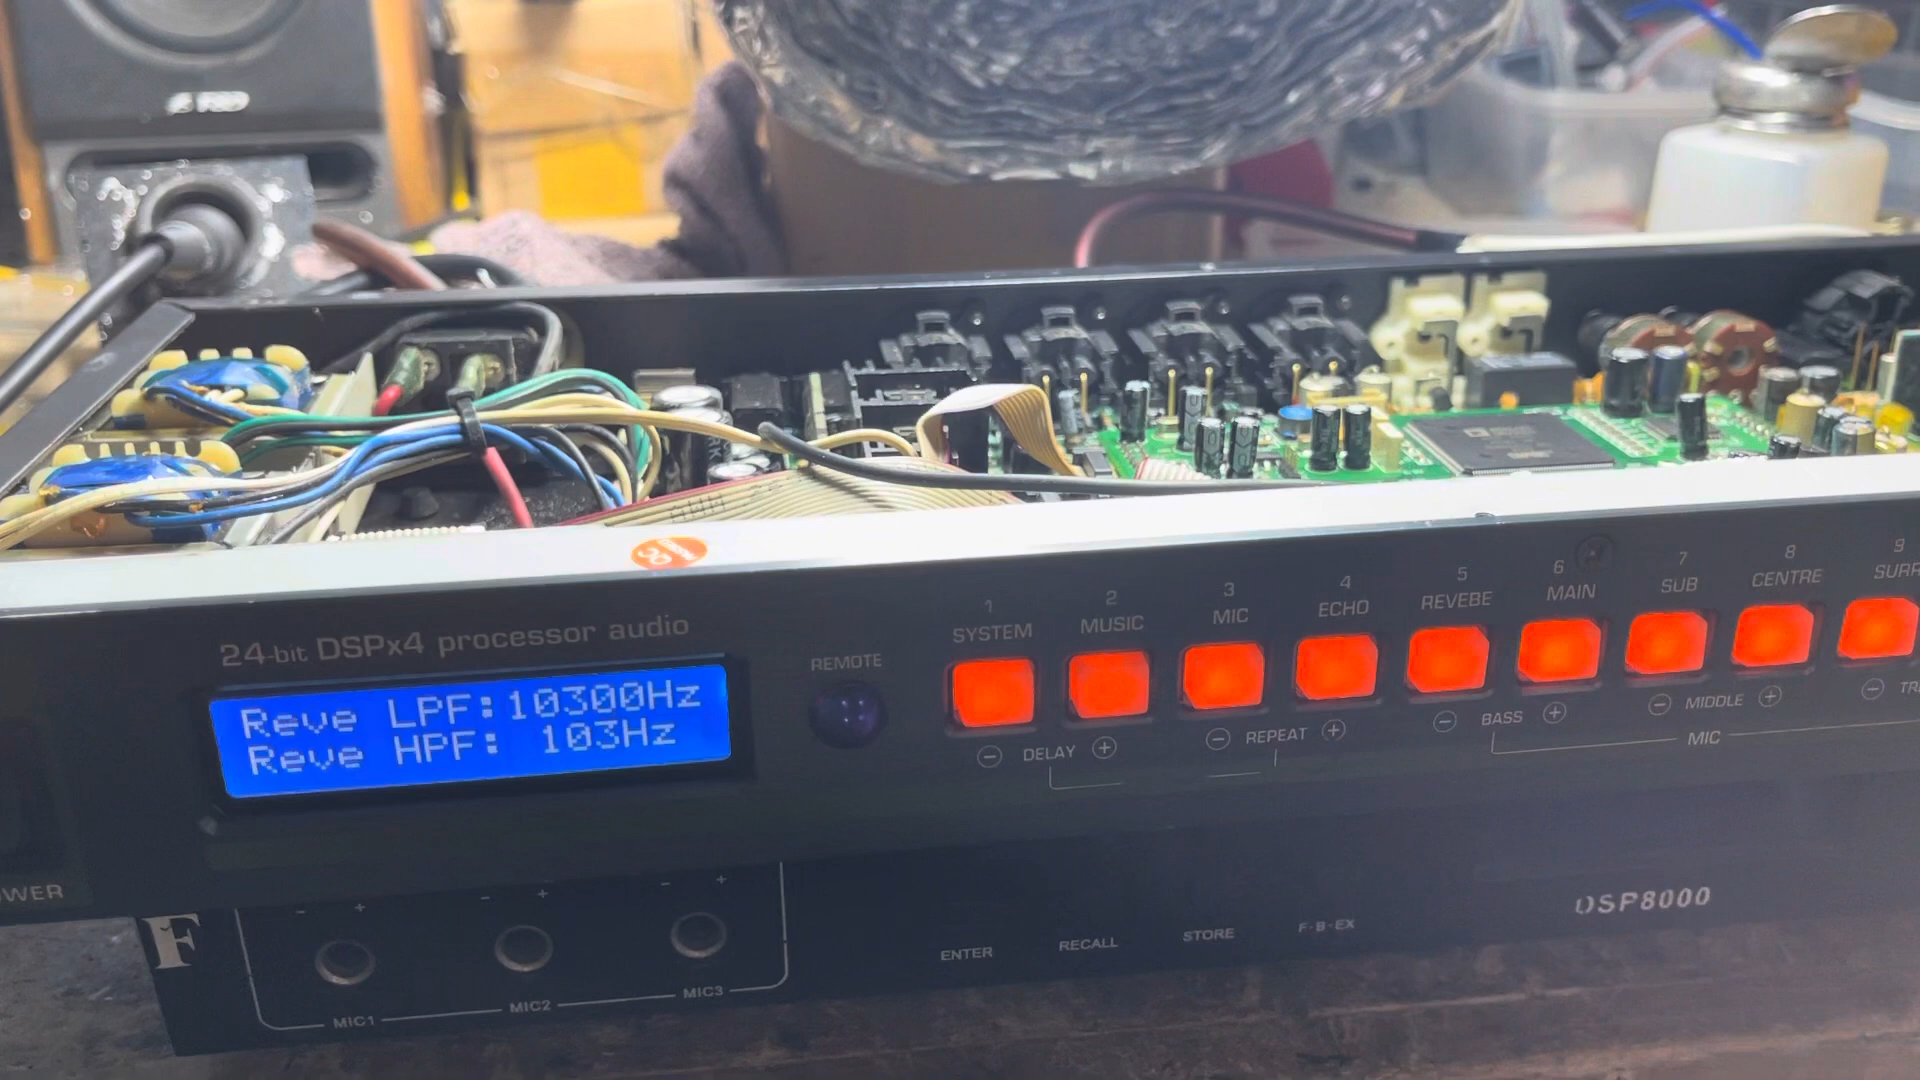 24-bit DSPx4 processor audio
Reve LPF:10300Hz
Reve HPF: 103Hz
REMOTE
1 2 3 4 5 6 7 8 9
SYSTEM MUSIC MIC ECHO REVEBE MAIN SUB CENTRE
DELAY REPEAT BASS MIDDLE
MIC
F
MIC1 MIC2 MIC3
ENTER RECALL STORE F-B-EX
DSP8000